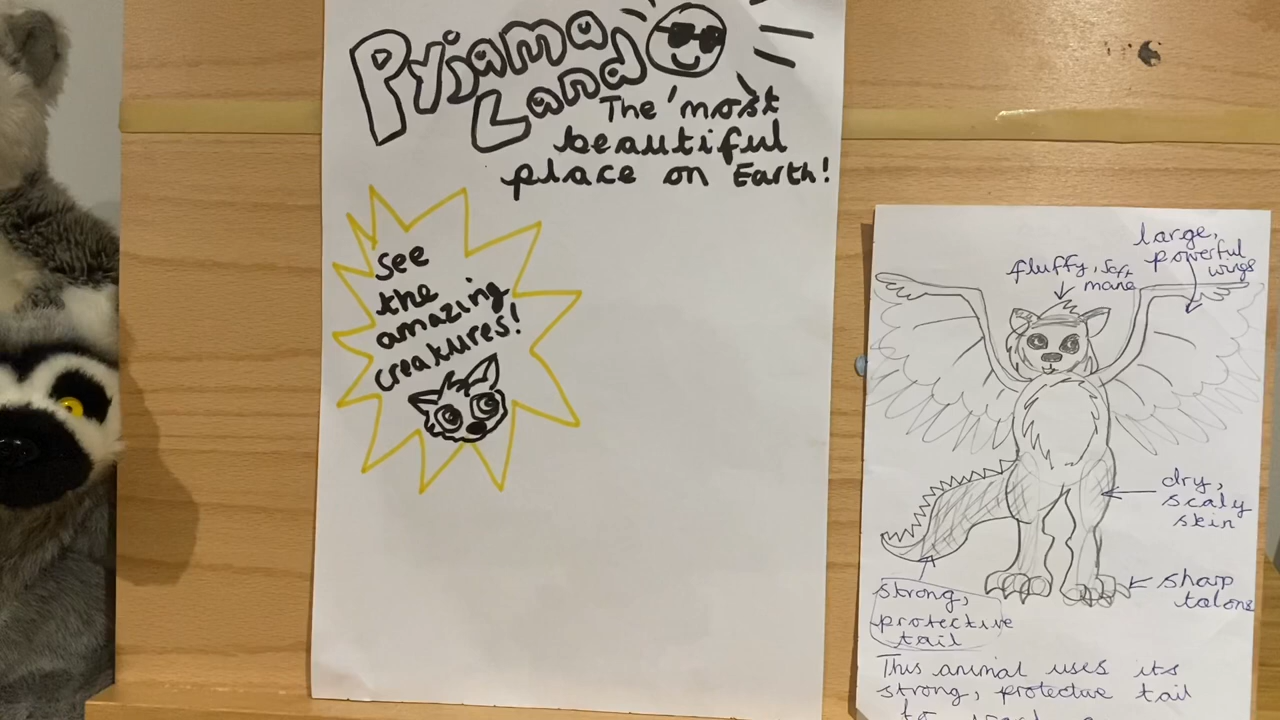 Pyjama
Land
The most
beautiful
place on Earth!
See
the
amazing
creatures!
large,
powerful
wings
fluffy, soft
mane
dry,
scaly
skin
sharp
talons
strong,
protective
tail
This animal uses its
strong, protective tail
to